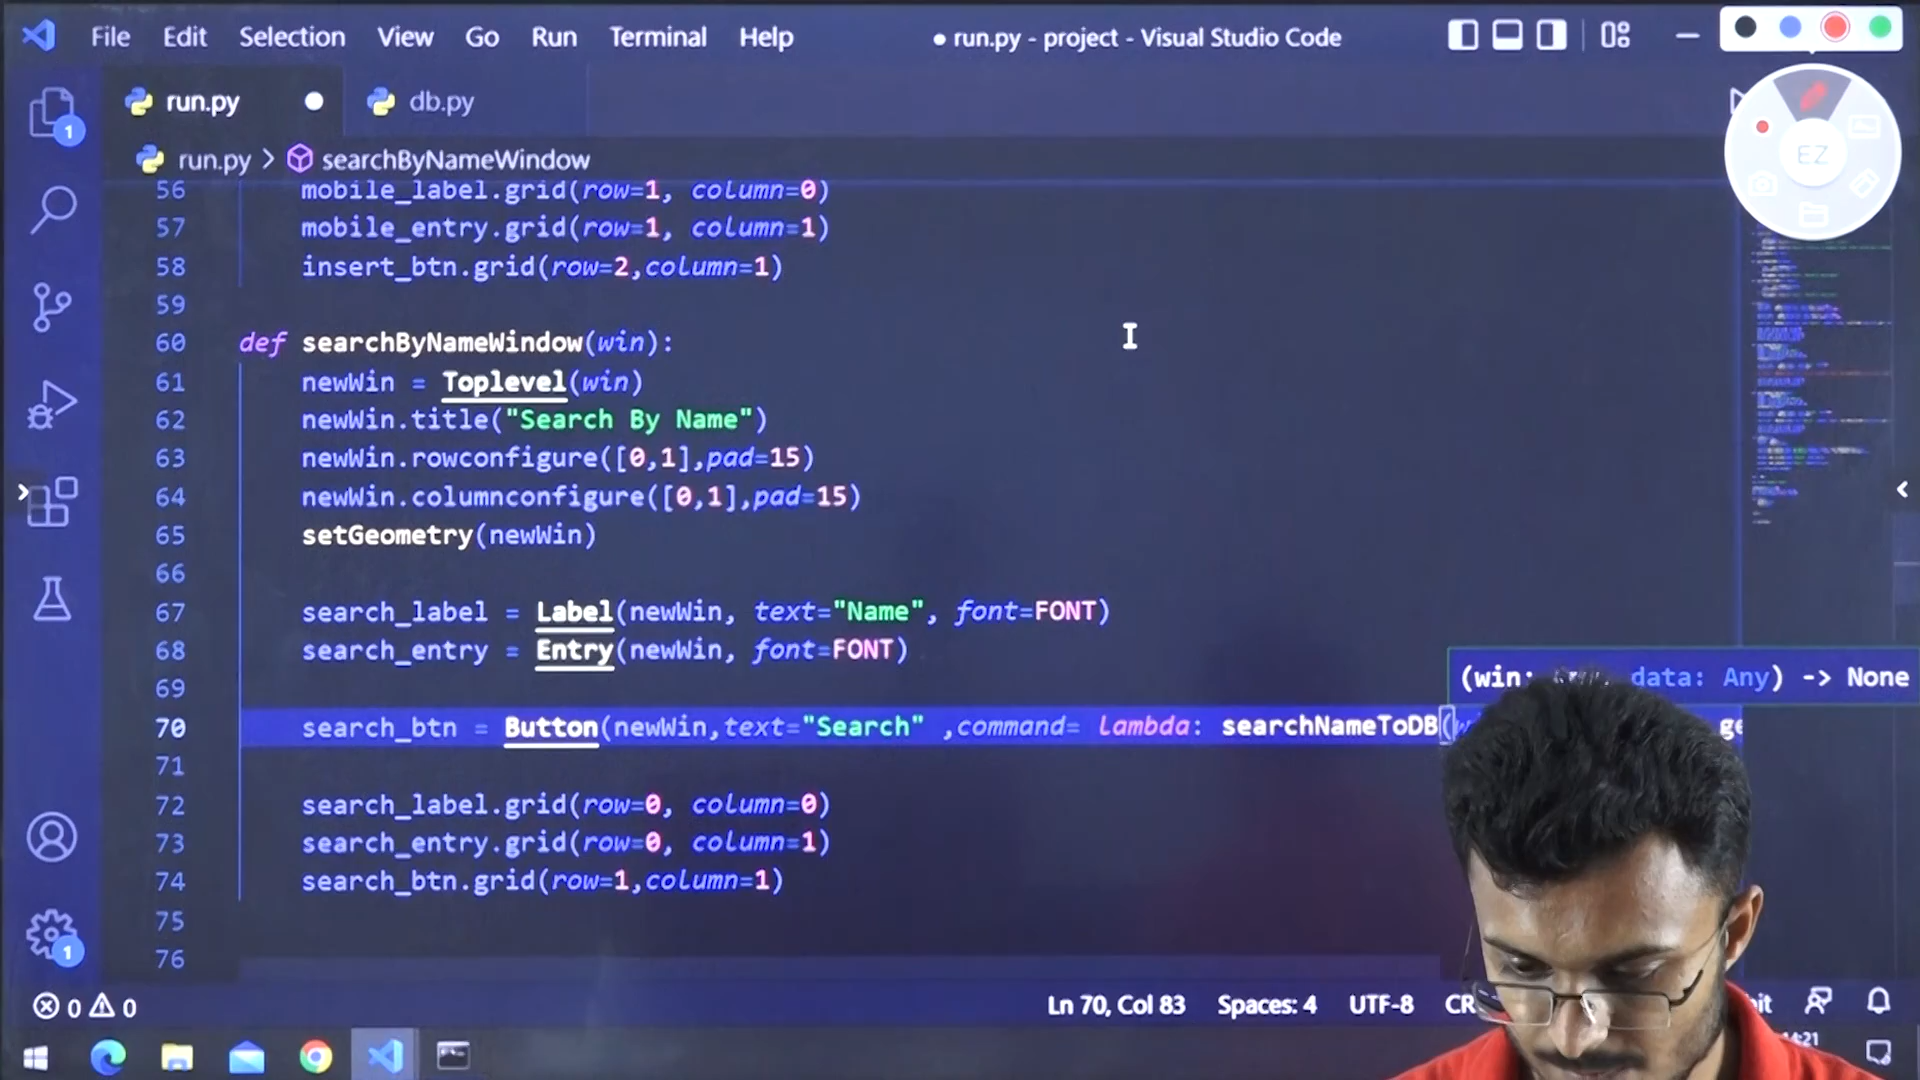 File Edit Selection View Go Run Terminal Help
● run.py - project - Visual Studio Code
EZ
run.py
db.py
1
run.py > searchByNameWindow
56 mobile_label.grid(row=1, column=0)
57 mobile_entry.grid(row=1, column=1)
58 insert_btn.grid(row=2,column=1)
59
60 def searchByNameWindow(win):
61 newWin = Toplevel(win)
62 newWin.title("Search By Name")
63 newWin.rowconfigure([0,1],pad=15)
64 newWin.columnconfigure([0,1],pad=15)
65 setGeometry(newWin)
66
67 search_label = Label(newWin, text="Name", font=FONT)
68 search_entry = Entry(newWin, font=FONT)
69
(win: data: Any) -> None
70 search_btn = Button(newWin,text="Search" ,command= lambda: searchNameToDB(
71
72 search_label.grid(row=0, column=0)
73 search_entry.grid(row=0, column=1)
74 search_btn.grid(row=1,column=1)
75
76
1
0 0
Ln 70, Col 83 Spaces: 4 UTF-8